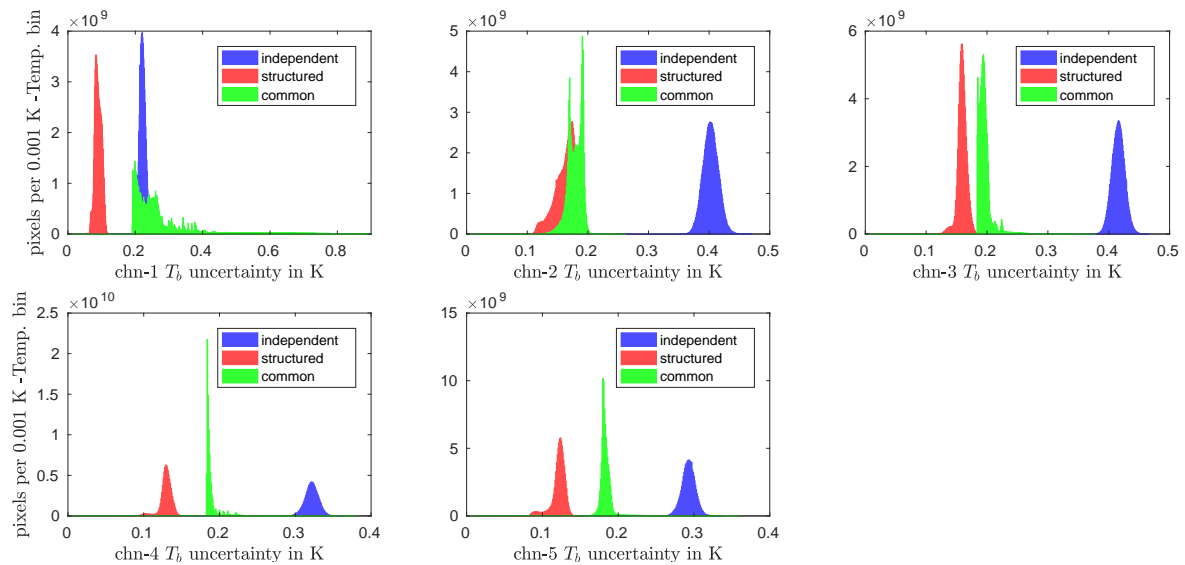 ×10⁹
4
3
2
1
0
0 0.2 0.4 0.6 0.8
pixels per 0.001 K -Temp. bin
chn-1 T_b uncertainty in K
independent
structured
common
×10⁹
5
4
3
2
1
0
0 0.1 0.2 0.3 0.4 0.5
chn-2 T_b uncertainty in K
independent
structured
common
×10⁹
6
4
2
0
0 0.1 0.2 0.3 0.4 0.5
chn-3 T_b uncertainty in K
independent
structured
common
×10¹⁰
2.5
2
1.5
1
0.5
0
0 0.1 0.2 0.3 0.4
pixels per 0.001 K -Temp. bin
chn-4 T_b uncertainty in K
independent
structured
common
×10⁹
15
10
5
0
0 0.1 0.2 0.3 0.4
chn-5 T_b uncertainty in K
independent
structured
common